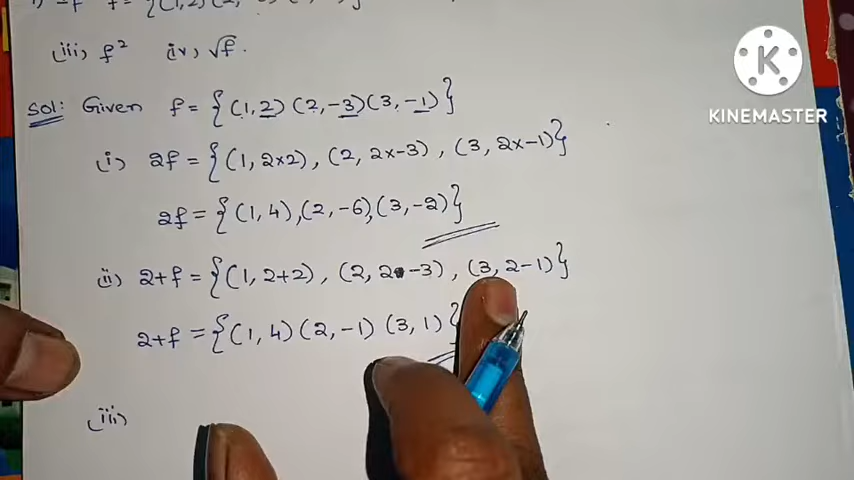 (iii) f² (iv) √f.
Sol: Given f = {(1,2)(2,-3)(3,-1)}
(i) 2f = {(1,2×2), (2, 2×-3), (3, 2×-1)}
2f = {(1,4),(2,-6),(3,-2)}
(ii) 2+f = {(1,2+2), (2,2-3), (3,2-1)}
2+f = {(1,4)(2,-1)(3,1)}
(iii)
KINEMASTER